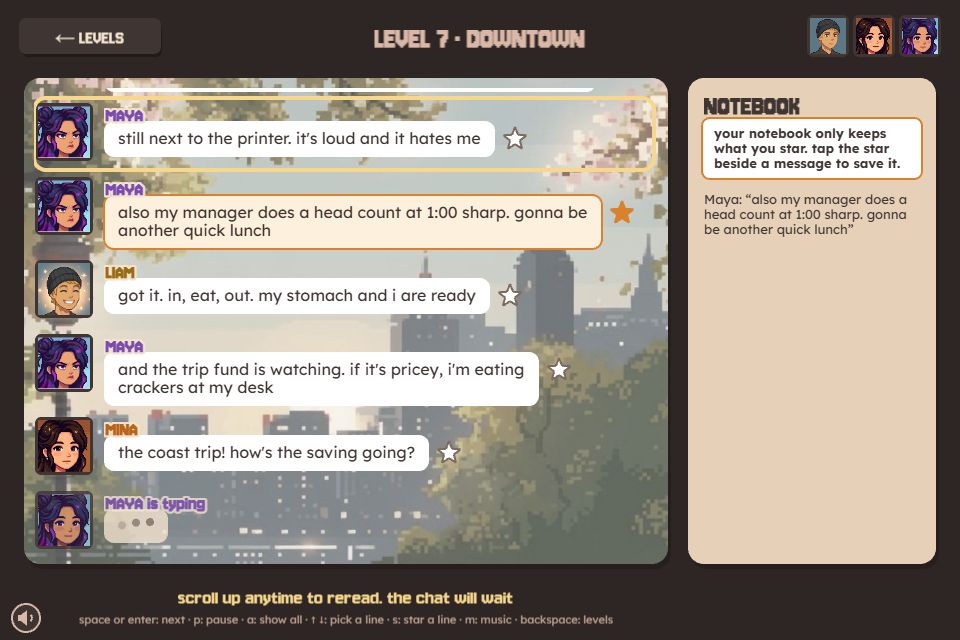 ← LEVELS
LEVEL 7 · DOWNTOWN
MAYA
still next to the printer. it's loud and it hates me
MAYA
also my manager does a head count at 1:00 sharp. gonna be
another quick lunch
LIAM
got it. in, eat, out. my stomach and i are ready
MAYA
and the trip fund is watching. if it's pricey, i'm eating
crackers at my desk
MINA
the coast trip! how's the saving going?
MAYA is typing
NOTEBOOK
your notebook only keeps
what you star. tap the star
beside a message to save it.
Maya: “also my manager does a
head count at 1:00 sharp. gonna
be another quick lunch”
scroll up anytime to reread. the chat will wait
space or enter: next · p: pause · a: show all · ↑ ↓: pick a line · s: star a line · m: music · backspace: levels